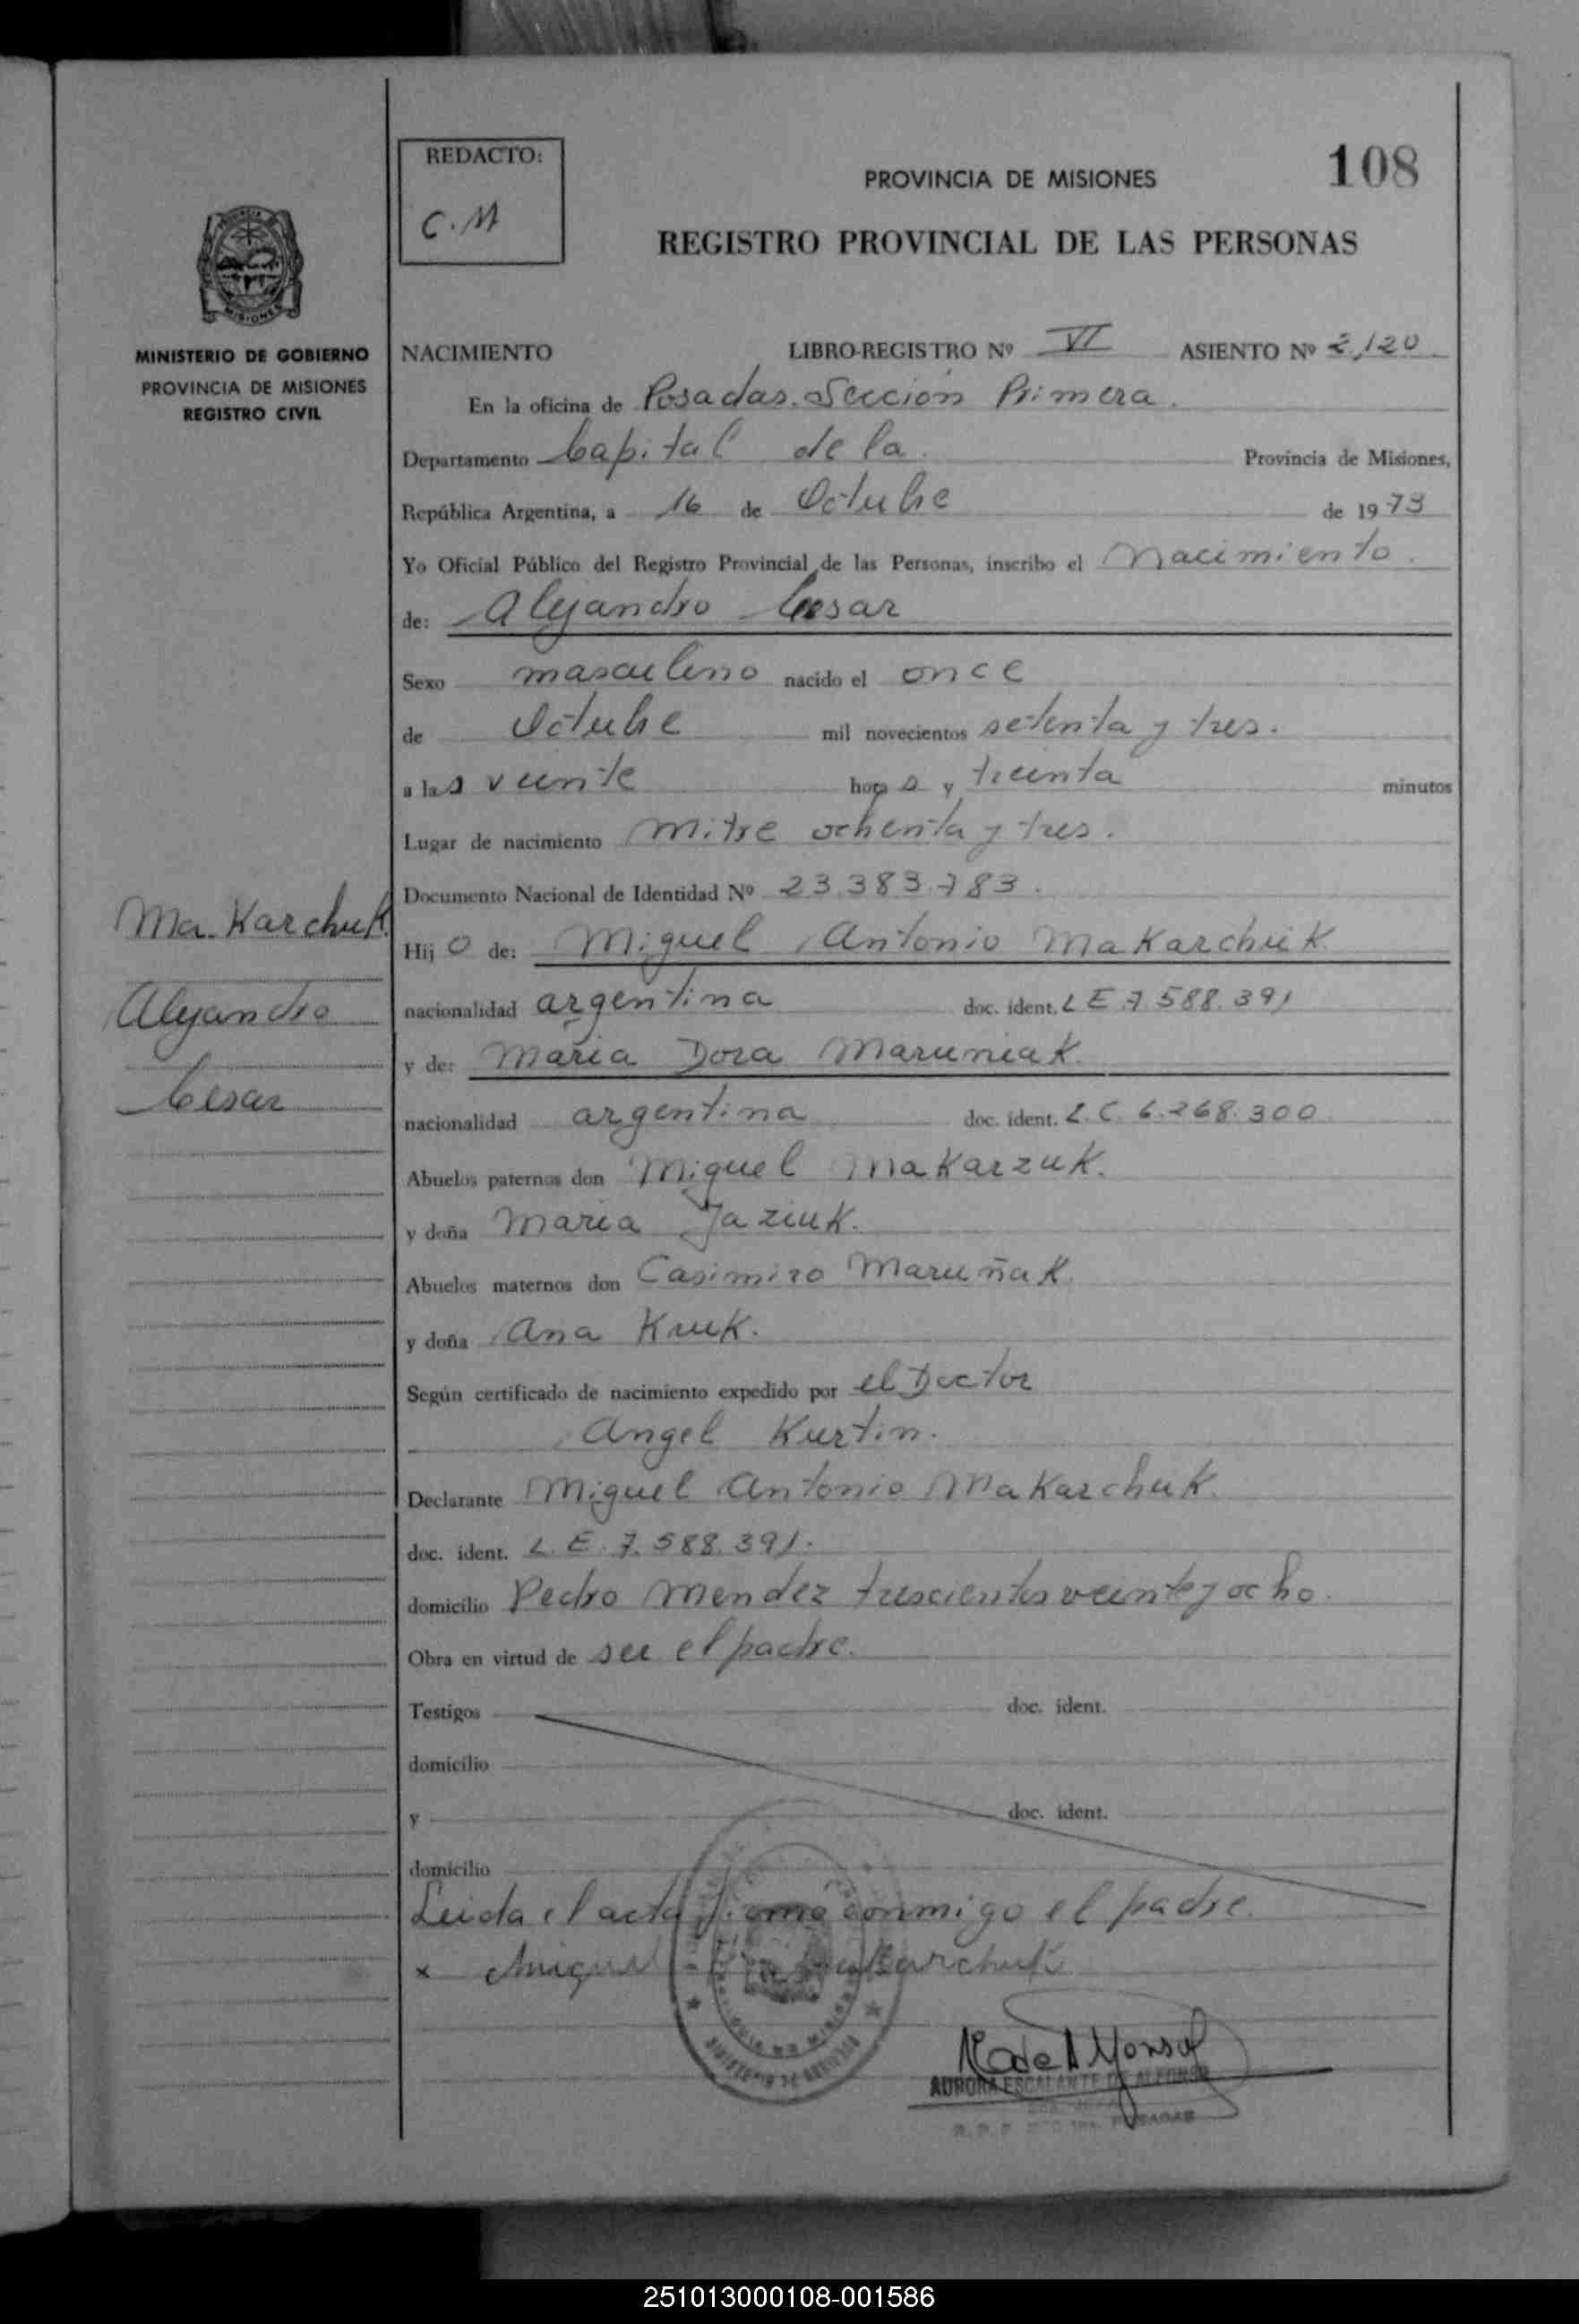 REDACTO:
C.M
108
PROVINCIA DE MISIONES
REGISTRO PROVINCIAL DE LAS PERSONAS
MINISTERIO DE GOBIERNO
PROVINCIA DE MISIONES
REGISTRO CIVIL
NACIMIENTO LIBRO-REGISTRO Nº VI ASIENTO Nº 2,120
En la oficina de Posadas. Sección Primera.
Departamento Capital de la. Provincia de Misiones,
República Argentina, a 16 de Octubre de 1973
Yo Oficial Público del Registro Provincial de las Personas, inscribo el Nacimiento.
de: Alejandro Cesar
Sexo masculino nacido el once
de Octubre mil novecientos setenta y tres.
a las veinte horas y treinta minutos
Lugar de nacimiento Mitre ochenta y tres.
Documento Nacional de Identidad Nº 23.383.783.
Makarchuk
Hijo de: Miguel Antonio Makarchuk
Alejandro
nacionalidad argentina doc. ident. L E 7.588.391
y de: Maria Dora Maruniak.
Cesar
nacionalidad argentina doc. ident. L.C. 6.268.300
Abuelos paternos don Miguel Makarzuk.
y doña Maria Jaziuk.
Abuelos maternos don Casimiro Maruñak.
y doña Ana Kruk.
Según certificado de nacimiento expedido por el Doctor
Angel Kurtin.
Declarante Miguel Antonio Makarchuk.
doc. ident. L. E. 7.588.391.
domicilio Pedro Mendez trescientos veinte y ocho.
Obra en virtud de ser el padre.
Testigos doc. ident.
domicilio
y doc. ident.
domicilio
Leida el acta firmó conmigo el padre.
x Miguel Makarchuk
AURORA ESCALANTE DE ALFONSO
251013000108-001586